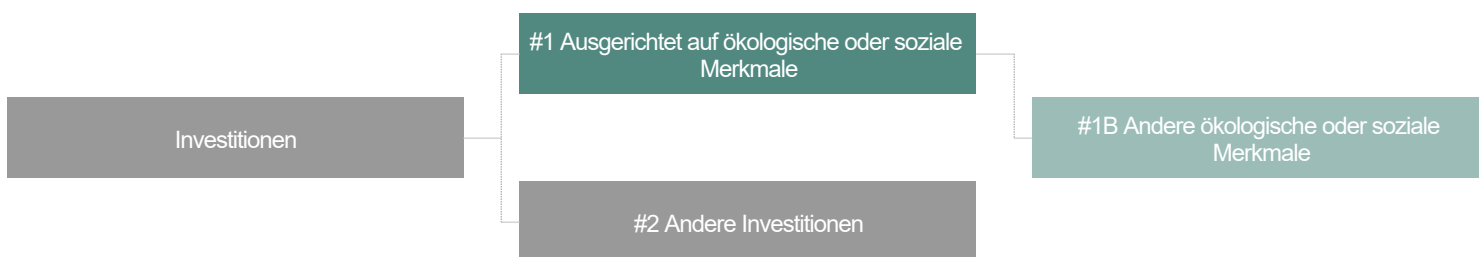 #1 Ausgerichtet auf ökologische oder soziale
Merkmale
Investitionen
#1B Andere ökologische oder soziale
Merkmale
#2 Andere Investitionen